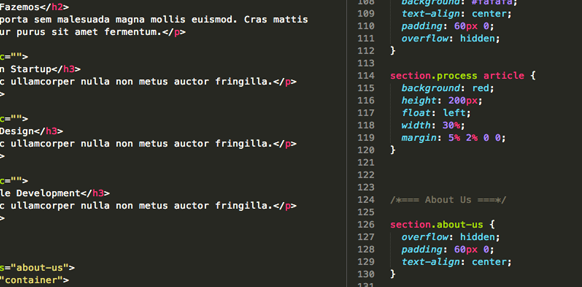 Fazemos</h2>
porta sem malesuada magna mollis euismod. Cras mattis
ur purus sit amet fermentum.</p>
c="">
n Startup</h3>
c ullamcorper nulla non metus auctor fringilla.</p>
>
c="">
Design</h3>
c ullamcorper nulla non metus auctor fringilla.</p>
>
c="">
le Development</h3>
c ullamcorper nulla non metus auctor fringilla.</p>
>
s="about-us">
"container">
108 background: #fafafa;
109 text-align: center;
110 padding: 60px 0;
111 overflow: hidden;
112 }
113
114 section.process article {
115 background: red;
116 height: 200px;
117 float: left;
118 width: 30%;
119 margin: 5% 2% 0 0;
120 }
121
122
123
124 /*==== About Us ====*/
125
126 section.about-us {
127 overflow: hidden;
128 padding: 60px 0;
129 text-align: center;
130 }
131